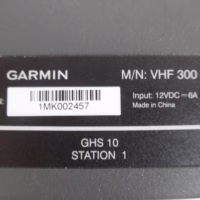 GARMIN
M/N: VHF 300
Input: 12VDC⎓6A
Made in China
1MK002457
GHS 10
STATION 1